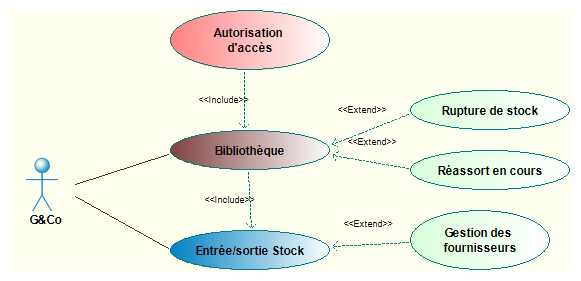 Autorisation
d'accès
<<Include>>
<<Extend>>
Rupture de stock
Bibliothèque
<<Extend>>
Réassort en cours
G&Co
<<Include>>
<<Extend>>
Entrée/sortie Stock
Gestion des
fournisseurs